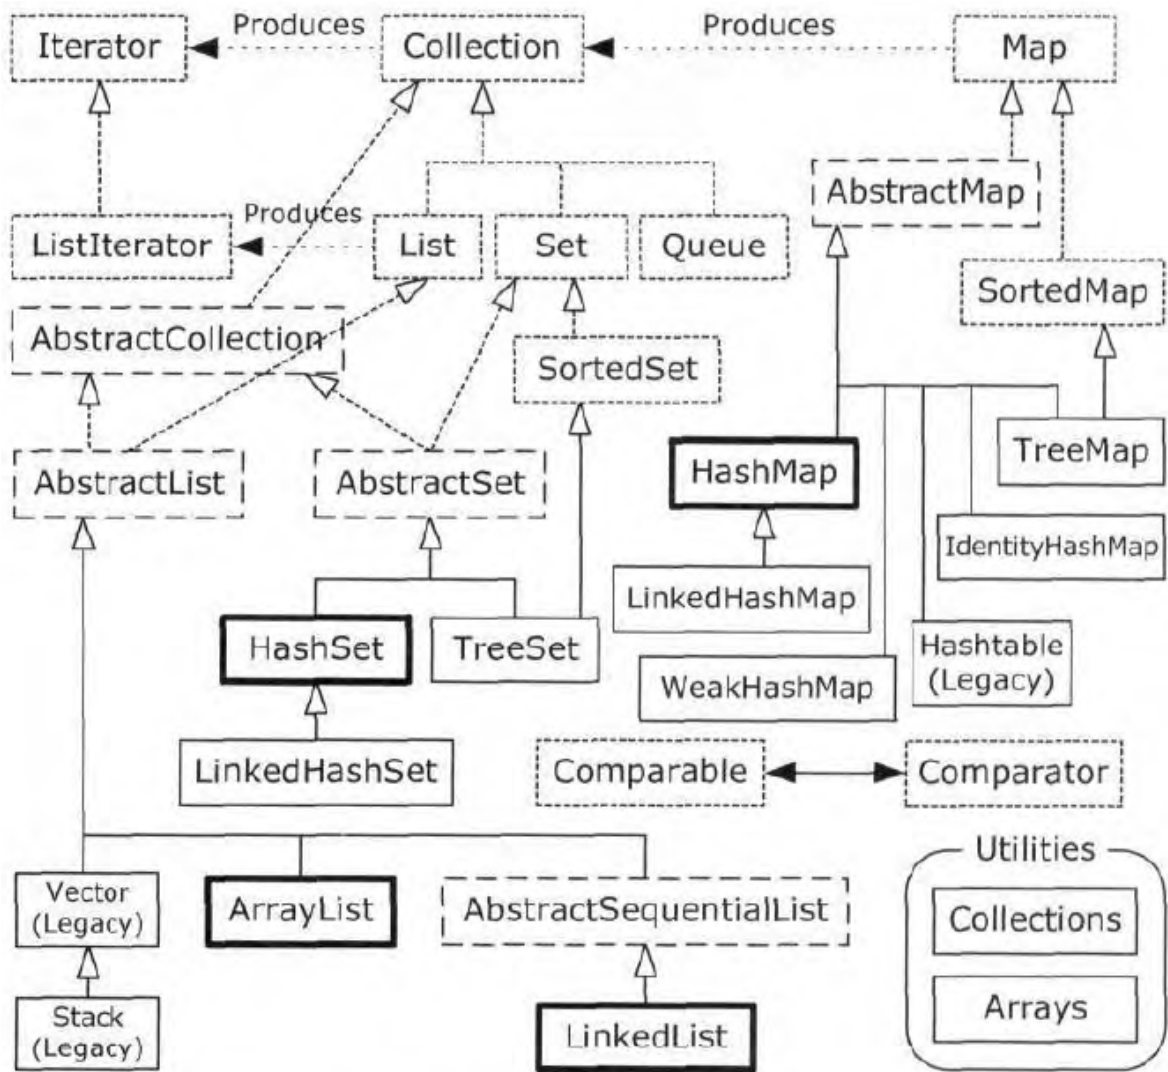 Iterator
Produces
Collection
Produces
Map
AbstractMap
ListIterator
Produces
List
Set
Queue
SortedMap
AbstractCollection
SortedSet
TreeMap
HashMap
AbstractList
AbstractSet
IdentityHashMap
LinkedHashMap
HashSet
TreeSet
Hashtable
(Legacy)
WeakHashMap
LinkedHashSet
Comparable
Comparator
Utilities
Vector
(Legacy)
ArrayList
AbstractSequentialList
Collections
Stack
(Legacy)
LinkedList
Arrays